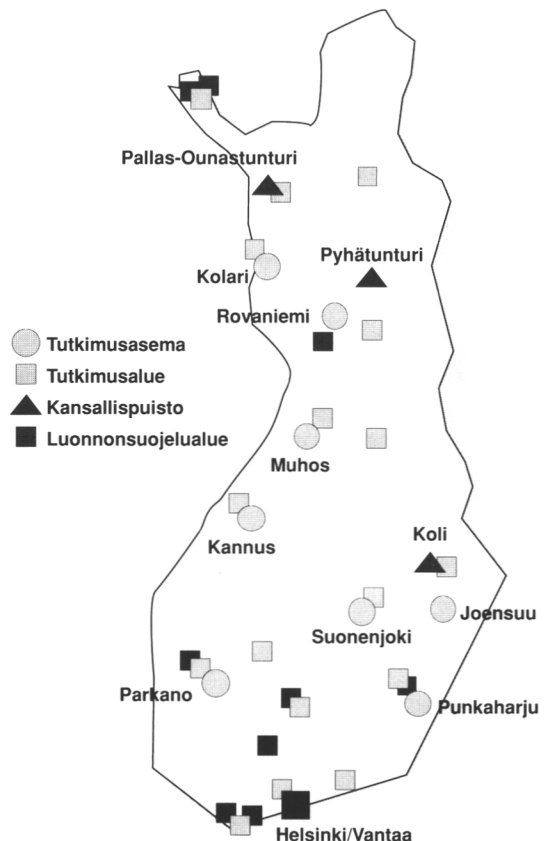 Pallas-Ounastunturi
Pyhätunturi
Kolari
Rovaniemi
Tutkimusasema
Tutkimusalue
Kansallispuisto
Luonnonsuojelualue
Muhos
Kannus
Koli
Suonenjoki
Joensuu
Parkano
Punkaharju
Helsinki/Vantaa